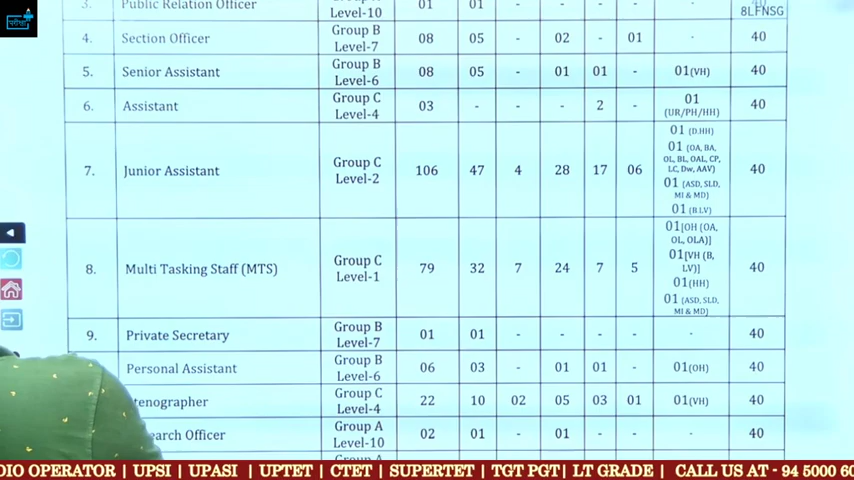 परीक्षा
3. Public Relation Officer Level-10 01 01 - - - - - 40
8LFNSG
4. Section Officer Group B Level-7 08 05 - 02 - 01 - 40
5. Senior Assistant Group B Level-6 08 05 - 01 01 - 01(VH) 40
6. Assistant Group C Level-4 03 - - - 2 - 01 (UR/PH/HH) 40
7. Junior Assistant Group C Level-2 106 47 4 28 17 06 01 (D.HH) 01 (OA, BA, OL, BL, OAL, CP, LC, Dw, AAV) 01 (ASD, SLD, MI & MD) 01 (B LV) 40
8. Multi Tasking Staff (MTS) Group C Level-1 79 32 7 24 7 5 01[OH (OA, OL, OLA)] 01[VH (B, LV)] 01(HH) 01 (ASD, SLD, MI & MD] 40
9. Private Secretary Group B Level-7 01 01 - - - - - 40
Personal Assistant Group B Level-6 06 03 - 01 01 - 01(OH) 40
tenographer Group C Level-4 22 10 02 05 03 01 01(VH) 40
earch Officer Group A Level-10 02 01 - 01 - - - 40
DIO OPERATOR | UPSI | UPASI | UPTET | CTET | SUPERTET | TGT PGT| LT GRADE | CALL US AT - 94 5000 60